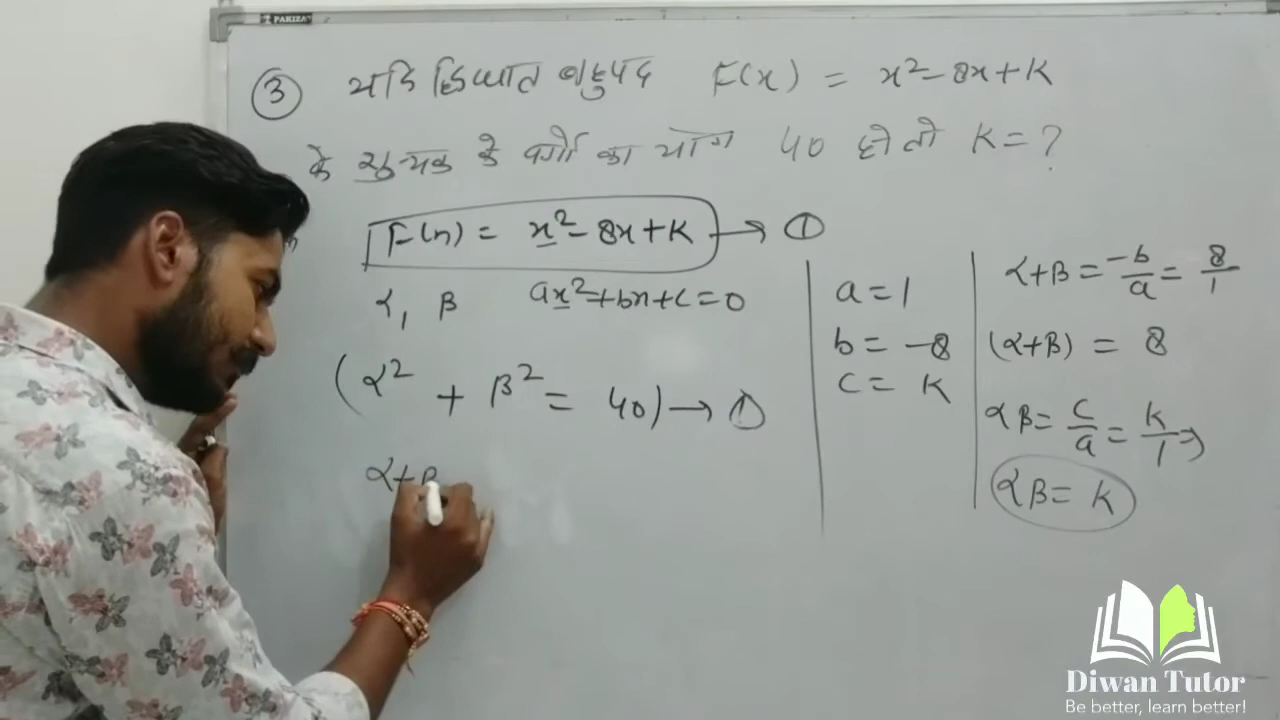 PAKIZA
③ यदि द्विघात बहुपद F(x) = x²-8x+K
के शून्यक के वर्गो का योग 40 हो तो K=?
F(x) = x²-8x+K → ①
α, β ax²+bx+c=0
(α² + β² = 40) → ①
α+β
a=1
b= -8
c= K
α+β = -b/a = 8/1
(α+β) = 8
αβ= c/a = K/1 ⇒
αβ= K
Diwan Tutor
Be better, learn better!